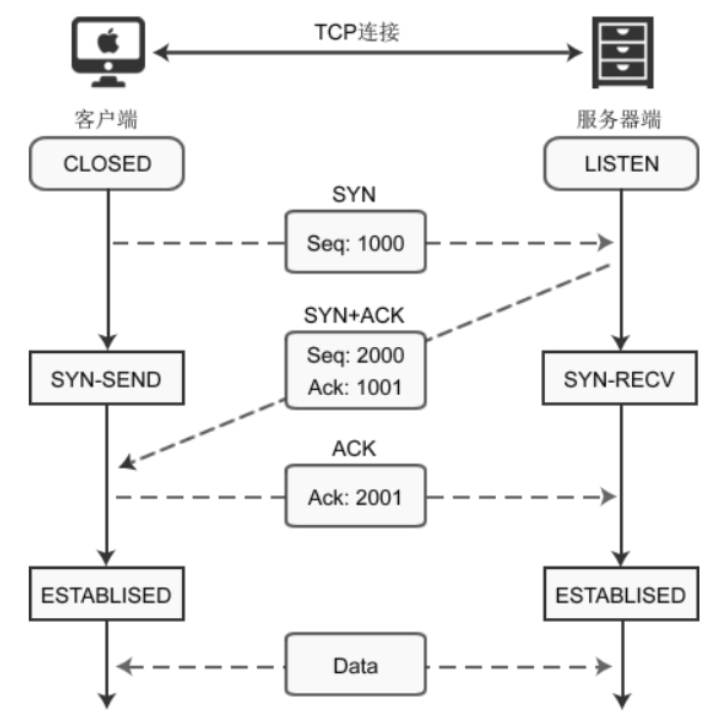 TCP连接
客户端
服务器端
CLOSED
LISTEN
SYN
Seq: 1000
SYN+ACK
Seq: 2000
Ack: 1001
SYN-SEND
SYN-RECV
ACK
Ack: 2001
ESTABLISED
ESTABLISED
Data